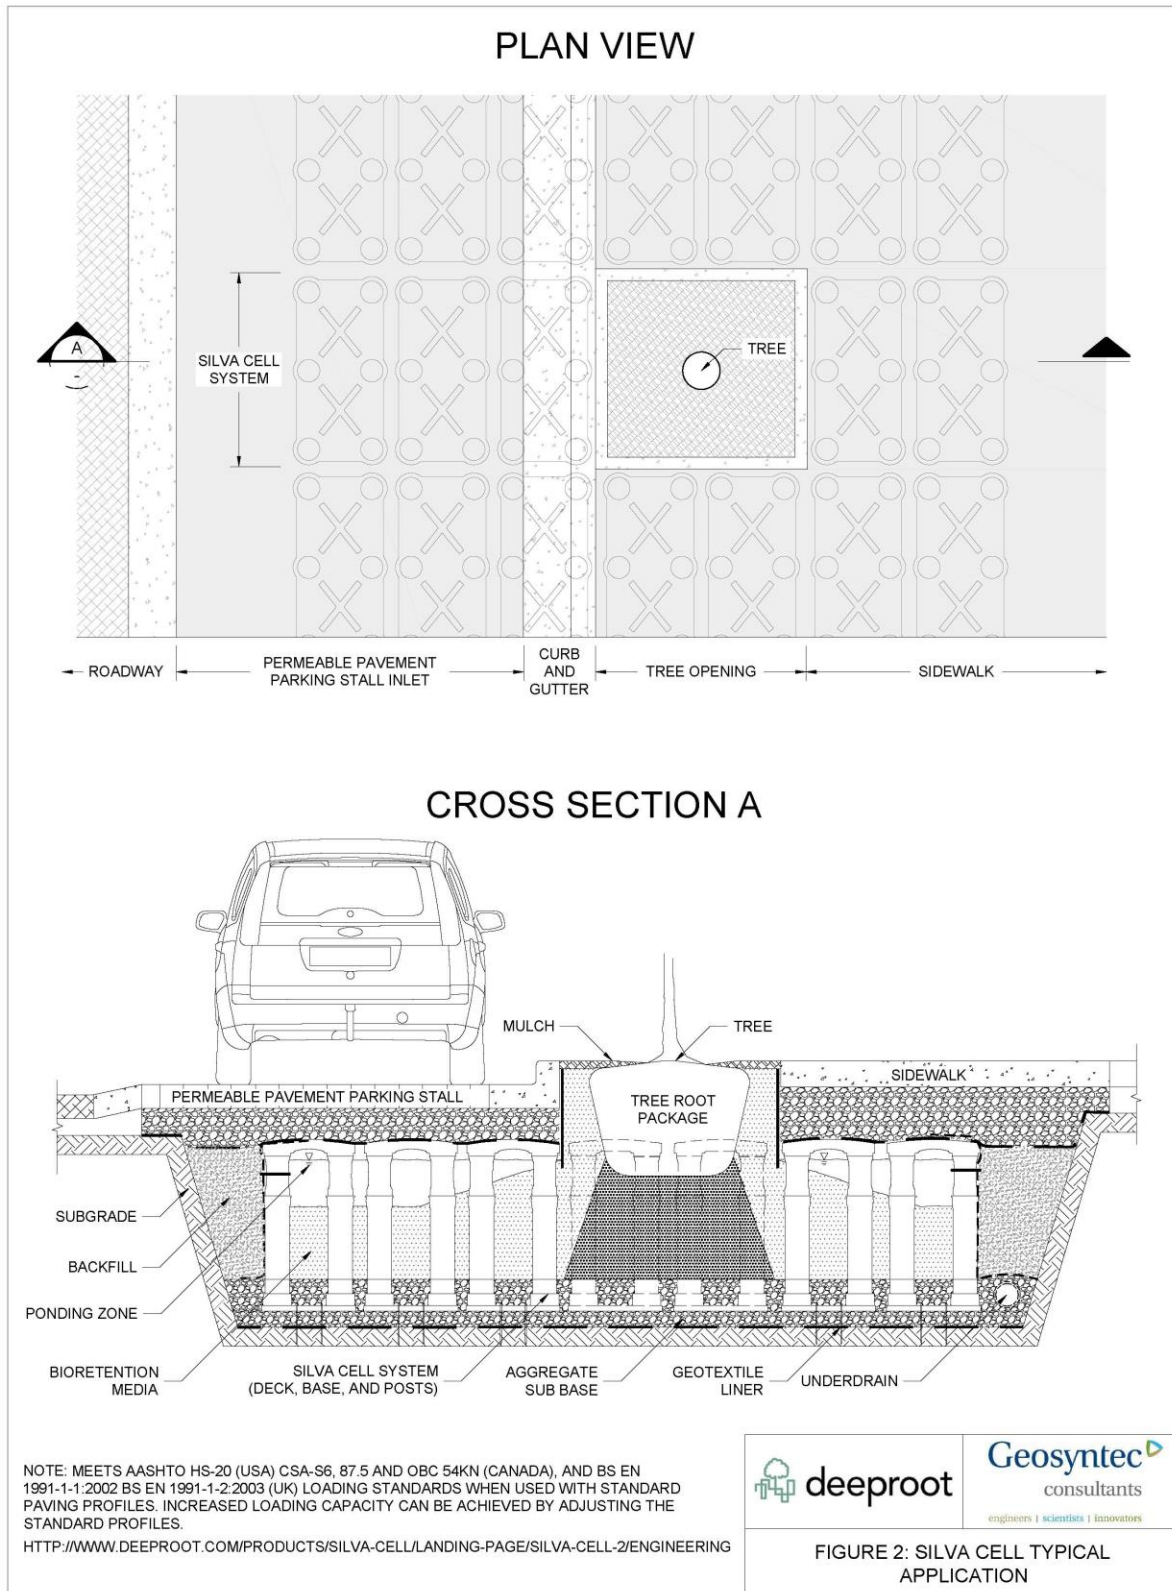 PLAN VIEW
A
-
SILVA CELL
SYSTEM
TREE
ROADWAY
PERMEABLE PAVEMENT
PARKING STALL INLET
CURB
AND
GUTTER
TREE OPENING
SIDEWALK
CROSS SECTION A
MULCH
TREE
PERMEABLE PAVEMENT PARKING STALL
TREE ROOT
PACKAGE
SIDEWALK
SUBGRADE
BACKFILL
PONDING ZONE
BIORETENTION
MEDIA
SILVA CELL SYSTEM
(DECK, BASE, AND POSTS)
AGGREGATE
SUB BASE
GEOTEXTILE
LINER
UNDERDRAIN
NOTE: MEETS AASHTO HS-20 (USA) CSA-S6, 87.5 AND OBC 54KN (CANADA), AND BS EN
1991-1-1:2002 BS EN 1991-1-2:2003 (UK) LOADING STANDARDS WHEN USED WITH STANDARD
PAVING PROFILES. INCREASED LOADING CAPACITY CAN BE ACHIEVED BY ADJUSTING THE
STANDARD PROFILES.
HTTP://WWW.DEEPROOT.COM/PRODUCTS/SILVA-CELL/LANDING-PAGE/SILVA-CELL-2/ENGINEERING
deeproot
Geosyntec
consultants
engineers | scientists | innovators
FIGURE 2: SILVA CELL TYPICAL
APPLICATION